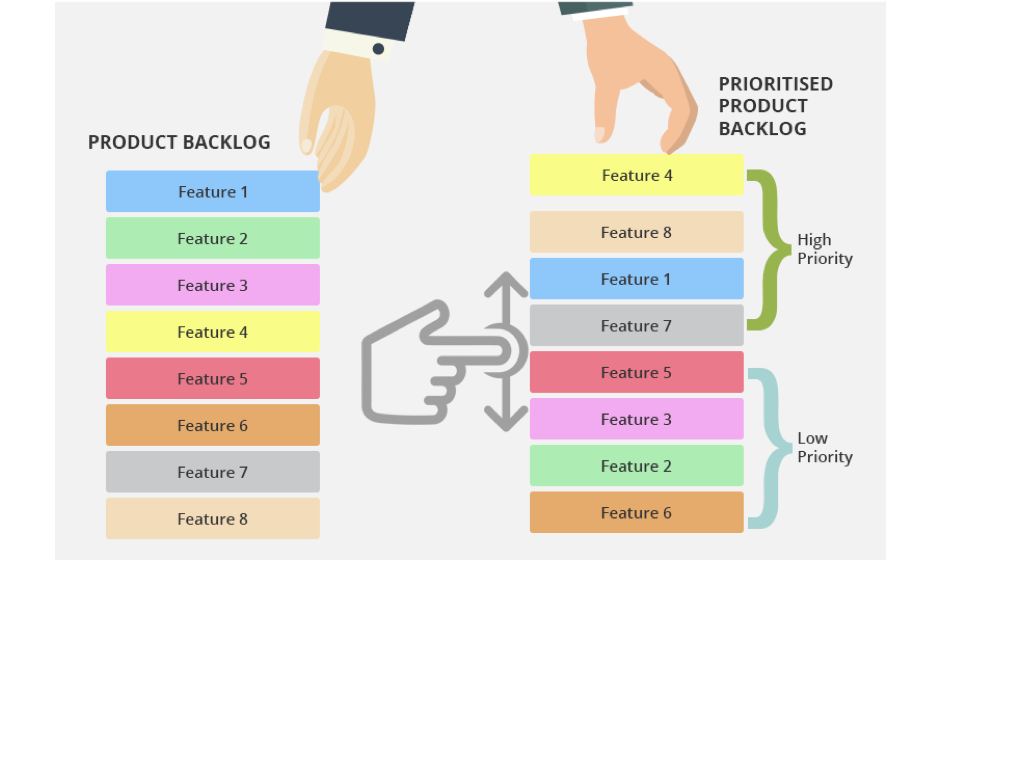 PRODUCT BACKLOG
Feature 1
Feature 2
Feature 3
Feature 4
Feature 5
Feature 6
Feature 7
Feature 8
PRIORITISED
PRODUCT
BACKLOG
Feature 4
Feature 8
Feature 1
Feature 7
Feature 5
Feature 3
Feature 2
Feature 6
High
Priority
Low
Priority